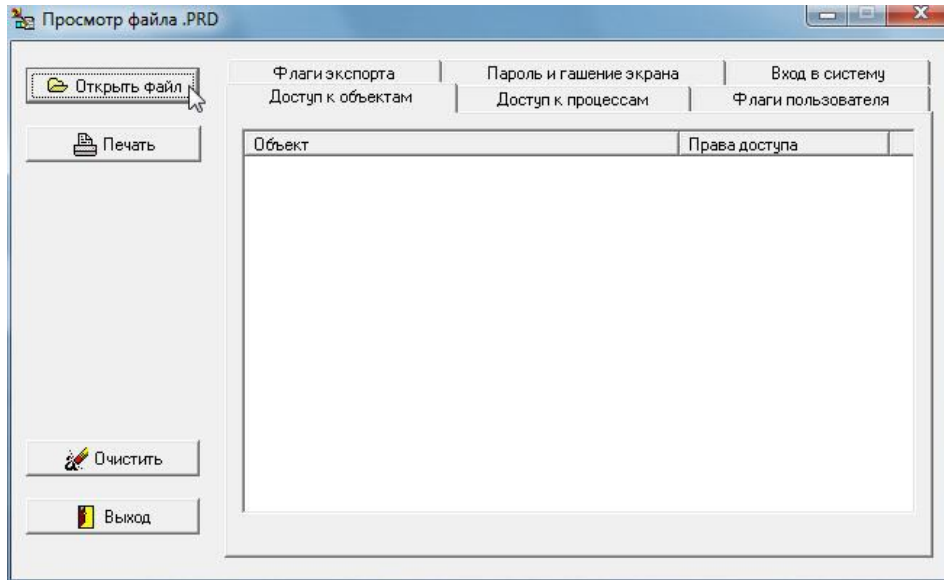 Просмотр файла .PRD
Открыть файл
Печать
Очистить
Выход
Флаги экспорта
Пароль и гашение экрана
Вход в систему
Доступ к объектам
Доступ к процессам
Флаги пользователя
Объект
Права доступа